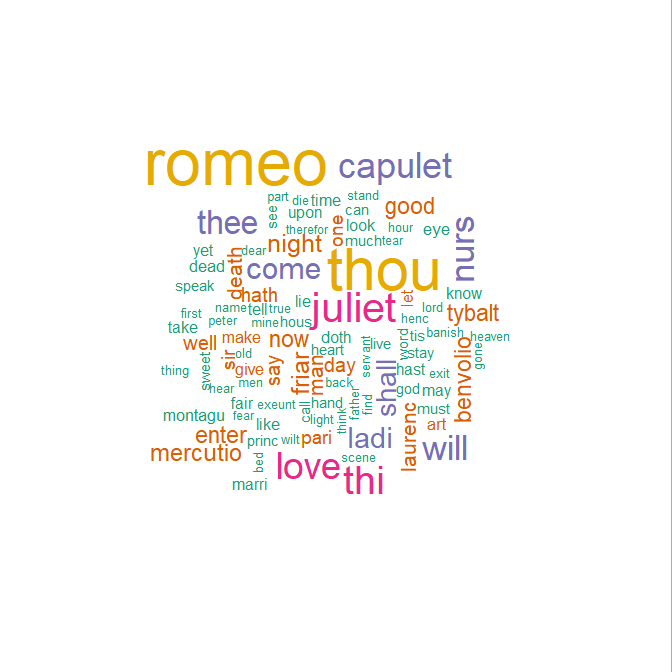 romeo capulet
part die time stand
thee see upon can good
therefor one look hour eye nurs
yet dear night much tear
dead death come thou
speak hath lie juliet let know
first name tell true henc lord tybalt
take peter mine hous
well make now doth word tis banish heaven
sir old heart servant live stay gone
thing sweet give say friar man day shall hast exit
hear men back god may benvolio
fair exeunt call hand father find must
montagu fear like light think art
enter princ wilt pari ladi laurenc will
mercutio bed love scene
marri thi